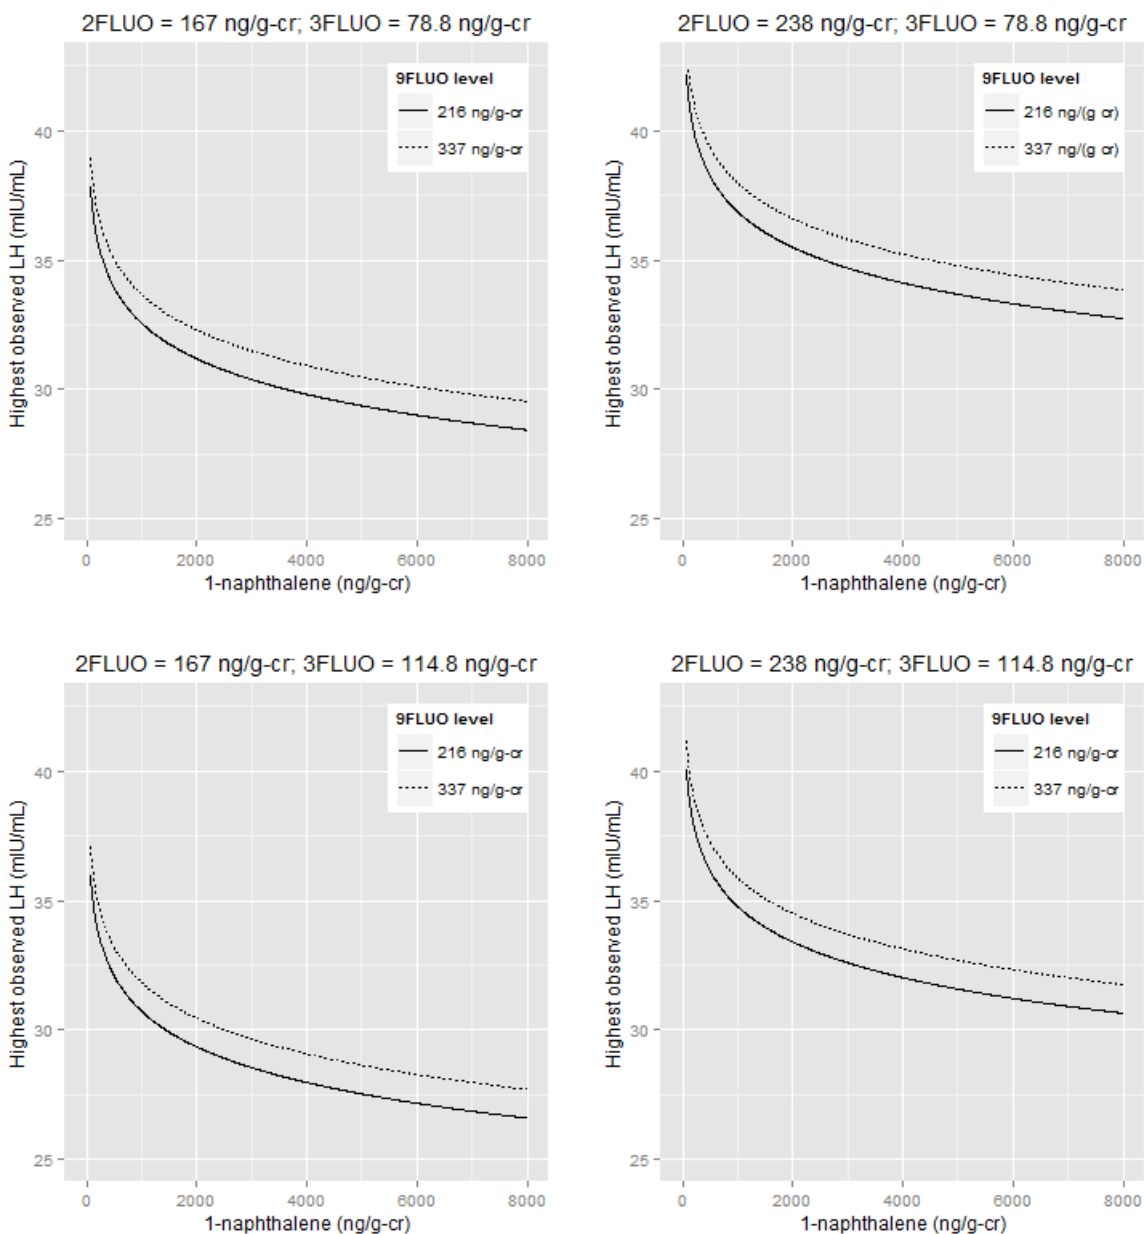 2FLUO = 167 ng/g-cr; 3FLUO = 78.8 ng/g-cr
9FLUO level
216 ng/g-cr
337 ng/g-cr
Highest observed LH (mIU/mL)
40
35
30
25
0 2000 4000 6000 8000
1-naphthalene (ng/g-cr)
2FLUO = 238 ng/g-cr; 3FLUO = 78.8 ng/g-cr
9FLUO level
216 ng/(g cr)
337 ng/(g cr)
Highest observed LH (mIU/mL)
40
35
30
25
0 2000 4000 6000 8000
1-naphthalene (ng/g-cr)
2FLUO = 167 ng/g-cr; 3FLUO = 114.8 ng/g-cr
9FLUO level
216 ng/g-cr
337 ng/g-cr
Highest observed LH (mIU/mL)
40
35
30
25
0 2000 4000 6000 8000
1-naphthalene (ng/g-cr)
2FLUO = 238 ng/g-cr; 3FLUO = 114.8 ng/g-cr
9FLUO level
216 ng/g-cr
337 ng/g-cr
Highest observed LH (mIU/mL)
40
35
30
25
0 2000 4000 6000 8000
1-naphthalene (ng/g-cr)